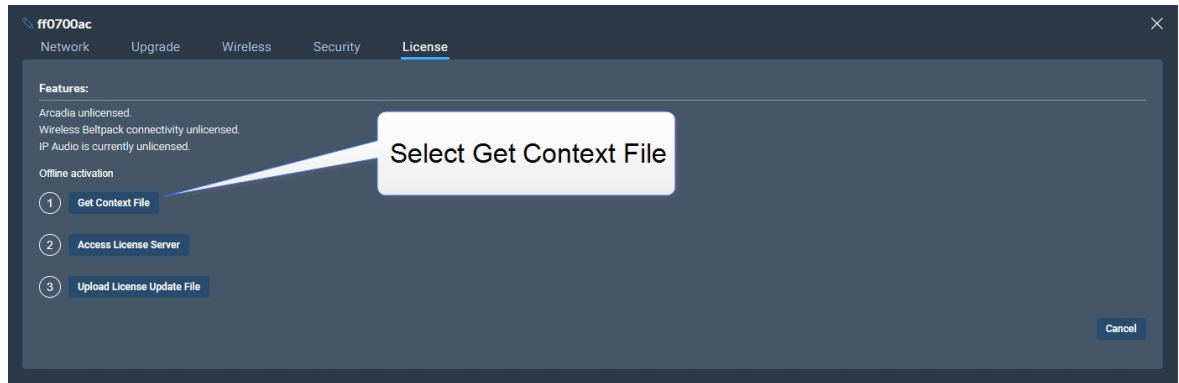 ff0700ac
Network Upgrade Wireless Security License
Features:
Arcadia unlicensed.
Wireless Beltpack connectivity unlicensed.
IP Audio is currently unlicensed.
Select Get Context File
Offline activation
1 Get Context File
2 Access License Server
3 Upload License Update File
Cancel